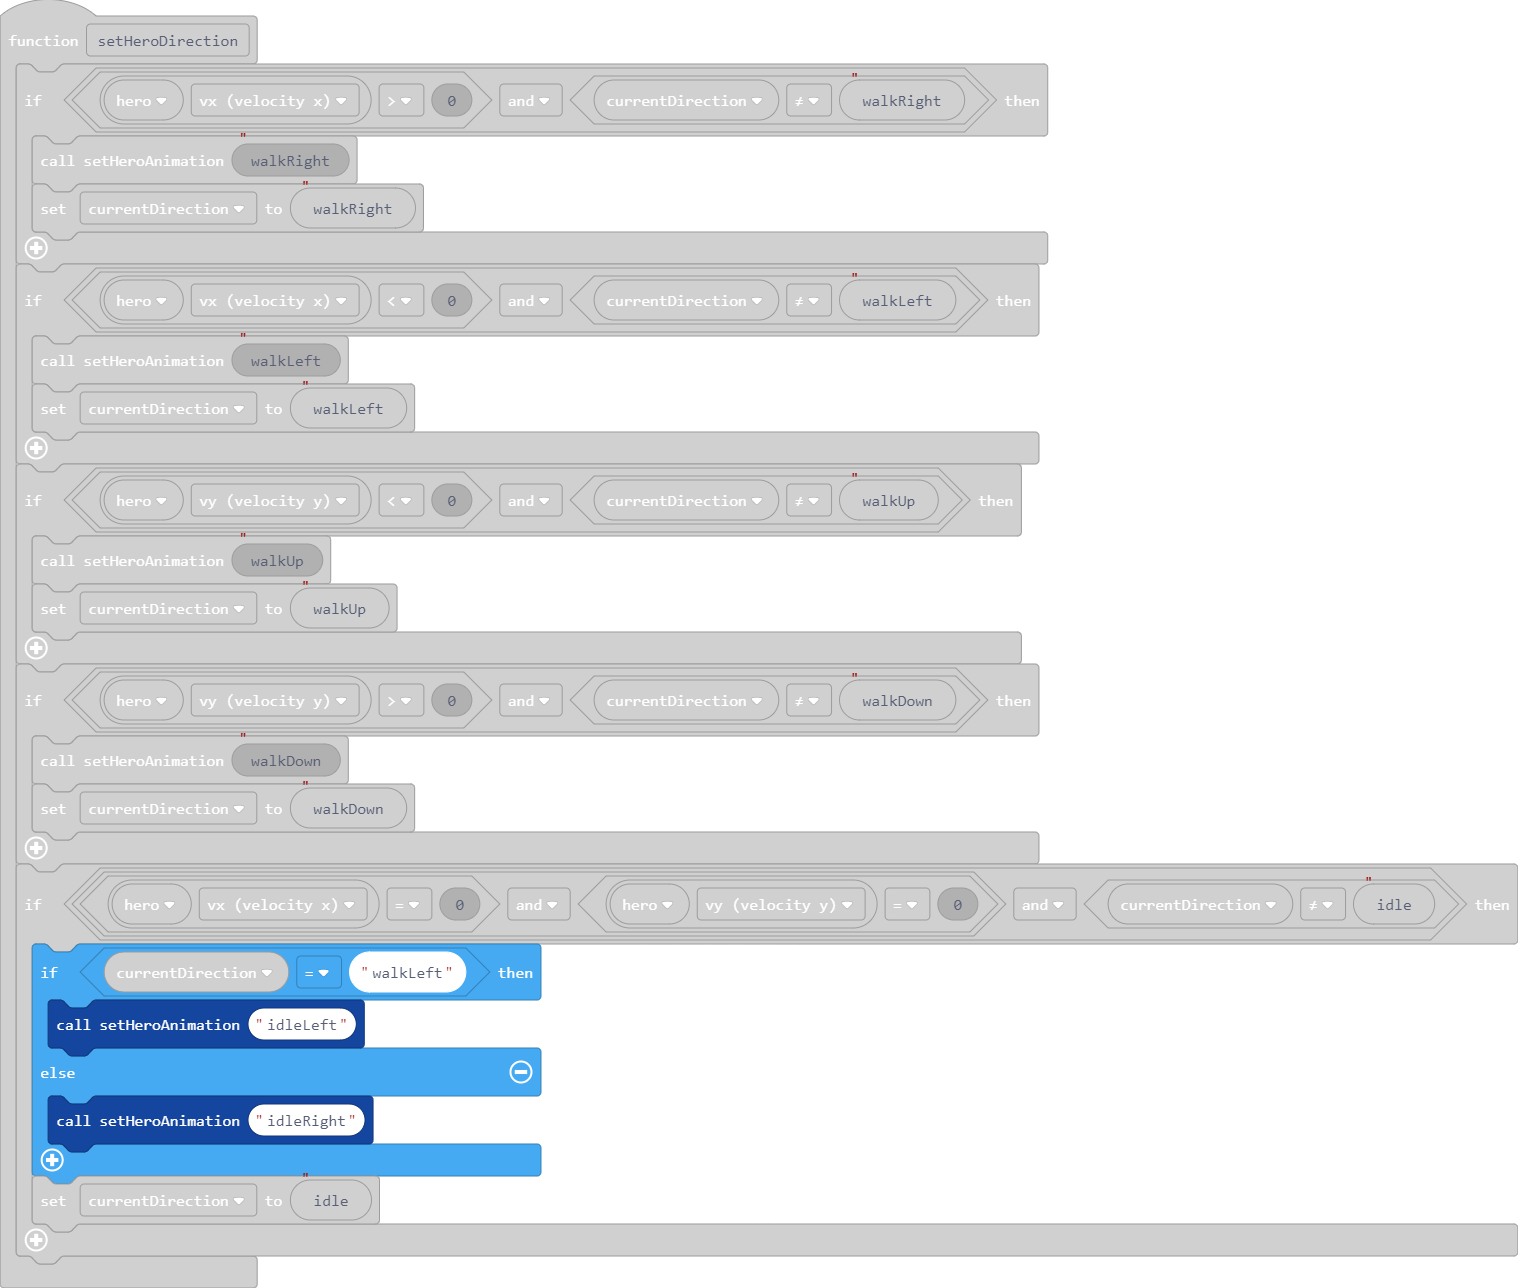 function setHeroDirection
if hero vx (velocity x) > 0 and currentDirection ≠ "walkRight then
call setHeroAnimation "walkRight
set currentDirection to "walkRight
if hero vx (velocity x) < 0 and currentDirection ≠ "walkLeft then
call setHeroAnimation "walkLeft
set currentDirection to "walkLeft
if hero vy (velocity y) < 0 and currentDirection ≠ "walkUp then
call setHeroAnimation "walkUp
set currentDirection to "walkUp
if hero vy (velocity y) > 0 and currentDirection ≠ "walkDown then
call setHeroAnimation "walkDown
set currentDirection to "walkDown
if hero vx (velocity x) = 0 and hero vy (velocity y) = 0 and currentDirection ≠ "idle then
if currentDirection = "walkLeft" then
call setHeroAnimation "idleLeft"
else
call setHeroAnimation "idleRight"
set currentDirection to "idle